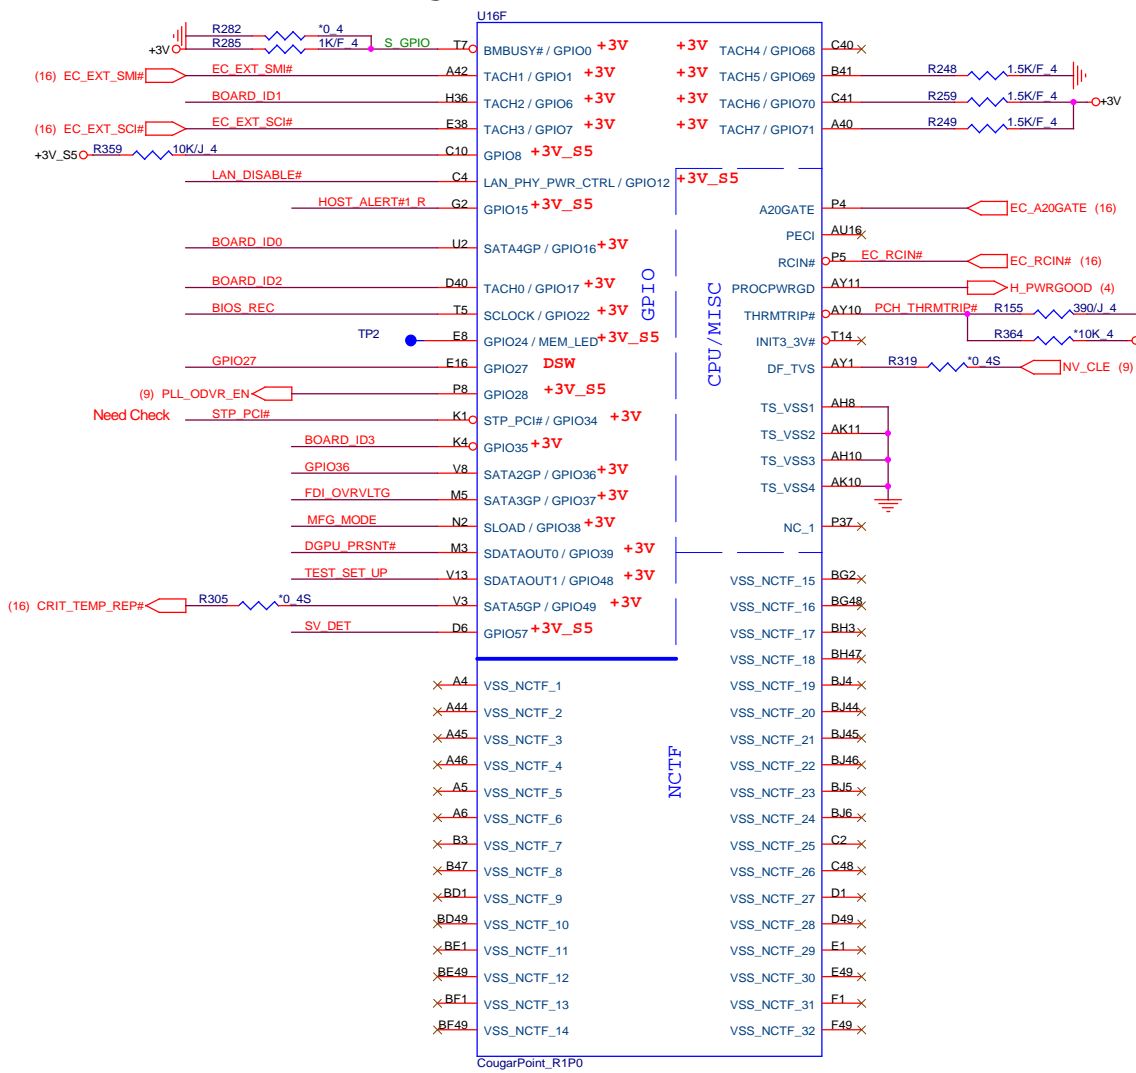 U16F
R282 *0_4
+3V R285 1K/F_4 S_GPIO T7 BMBUSY# / GPIO0 +3V +3V TACH4 / GPIO68 C40
(16) EC_EXT_SMI# EC_EXT_SMI# A42 TACH1 / GPIO1 +3V +3V TACH5 / GPIO69 B41 R248 1.5K/F_4
BOARD_ID1 H36 TACH2 / GPIO6 +3V +3V TACH6 / GPIO70 C41 R259 1.5K/F_4 +3V
(16) EC_EXT_SCI# EC_EXT_SCI# E38 TACH3 / GPIO7 +3V +3V TACH7 / GPIO71 A40 R249 1.5K/F_4
+3V_S5 R359 10K/J_4 C10 GPIO8 +3V_S5
LAN_DISABLE# C4 LAN_PHY_PWR_CTRL / GPIO12 +3V_S5
HOST_ALERT#1_R G2 GPIO15 +3V_S5 A20GATE P4 EC_A20GATE (16)
PECI AU16
BOARD_ID0 U2 SATA4GP / GPIO16 +3V
RCIN# P5 EC_RCIN# EC_RCIN# (16)
BOARD_ID2 D40 TACH0 / GPIO17 +3V PROCPWRGD AY11 H_PWRGOOD (4)
GPIO
CPU/MISC
BIOS_REC T5 SCLOCK / GPIO22 +3V THRMTRIP# AY10 PCH_THRMTRIP# R155 390/J_4
TP2 E8 GPIO24 / MEM_LED +3V_S5 INIT3_3V# T14 R364 *10K_4
GPIO27 E16 GPIO27 DSW DF_TVS AY1 R319 *0_4S NV_CLE (9)
(9) PLL_ODVR_EN P8 GPIO28 +3V_S5
TS_VSS1 AH8
Need Check STP_PCI# K1 STP_PCI# / GPIO34 +3V
TS_VSS2 AK11
BOARD_ID3 K4 GPIO35 +3V
TS_VSS3 AH10
GPIO36 V8 SATA2GP / GPIO36 +3V
TS_VSS4 AK10
FDI_OVRVLTG M5 SATA3GP / GPIO37 +3V
MFG_MODE N2 SLOAD / GPIO38 +3V NC_1 P37
DGPU_PRSNT# M3 SDATAOUT0 / GPIO39 +3V
TEST_SET_UP V13 SDATAOUT1 / GPIO48 +3V VSS_NCTF_15 BG2
(16) CRIT_TEMP_REP# R305 *0_4S V3 SATA5GP / GPIO49 +3V VSS_NCTF_16 BG48
SV_DET D6 GPIO57 +3V_S5 VSS_NCTF_17 BH3
VSS_NCTF_18 BH47
A4 VSS_NCTF_1 VSS_NCTF_19 BJ4
A44 VSS_NCTF_2 VSS_NCTF_20 BJ44
A45 VSS_NCTF_3 VSS_NCTF_21 BJ45
A46 VSS_NCTF_4 VSS_NCTF_22 BJ46
NCTF
A5 VSS_NCTF_5 VSS_NCTF_23 BJ5
A6 VSS_NCTF_6 VSS_NCTF_24 BJ6
B3 VSS_NCTF_7 VSS_NCTF_25 C2
B47 VSS_NCTF_8 VSS_NCTF_26 C48
BD1 VSS_NCTF_9 VSS_NCTF_27 D1
BD49 VSS_NCTF_10 VSS_NCTF_28 D49
BE1 VSS_NCTF_11 VSS_NCTF_29 E1
BE49 VSS_NCTF_12 VSS_NCTF_30 E49
BF1 VSS_NCTF_13 VSS_NCTF_31 F1
BF49 VSS_NCTF_14 VSS_NCTF_32 F49
CougarPoint_R1P0